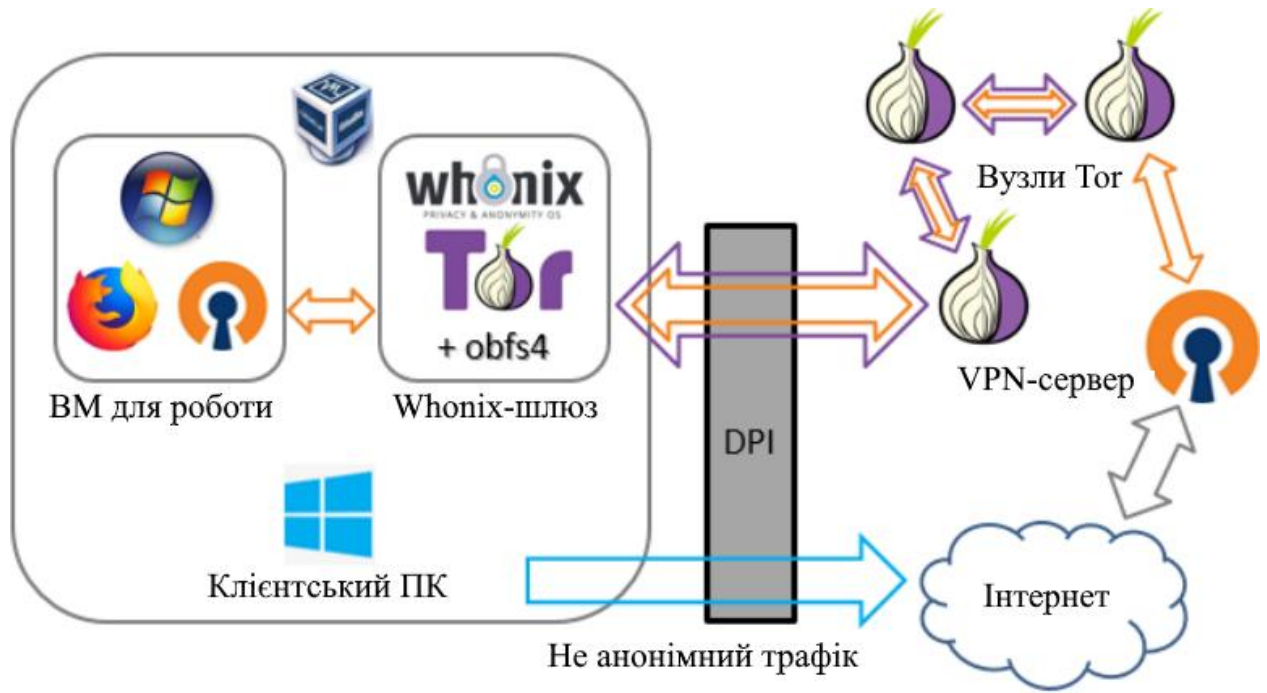 whonix
PRIVACY & ANONYMITY OS
Tor
+ obfs4
ВМ для роботи
Whonix-шлюз
Вузли Tor
VPN-сервер
DPI
Клієнтський ПК
Інтернет
Не анонімний трафік